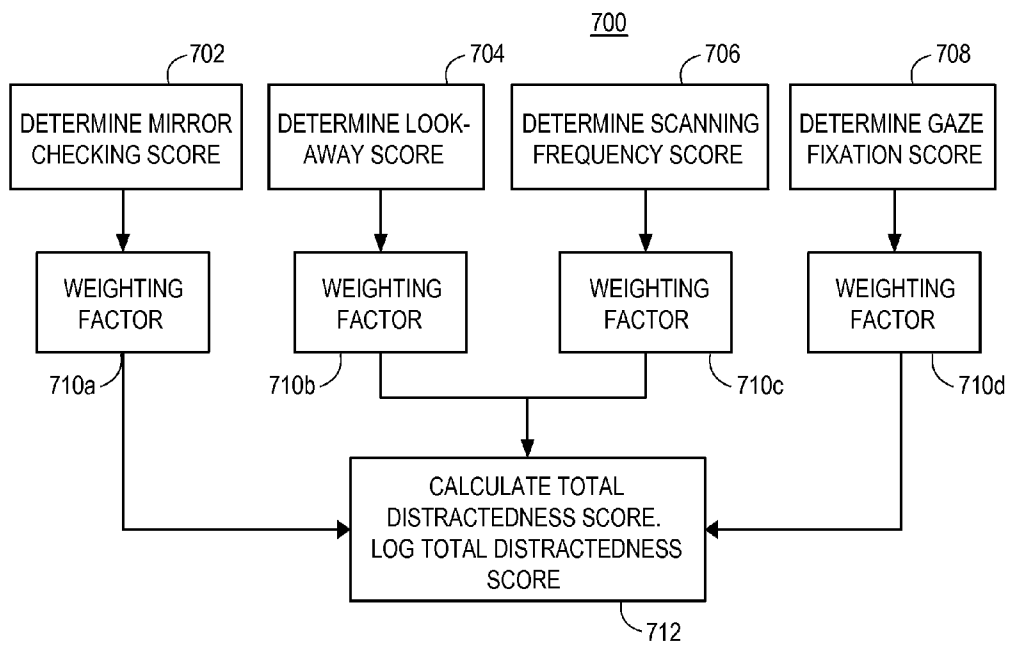 700
702
704
706
708
DETERMINE MIRROR
CHECKING SCORE
DETERMINE LOOK-
AWAY SCORE
DETERMINE SCANNING
FREQUENCY SCORE
DETERMINE GAZE
FIXATION SCORE
WEIGHTING
FACTOR
WEIGHTING
FACTOR
WEIGHTING
FACTOR
WEIGHTING
FACTOR
710a
710b
710c
710d
CALCULATE TOTAL
DISTRACTEDNESS SCORE.
LOG TOTAL DISTRACTEDNESS
SCORE
712